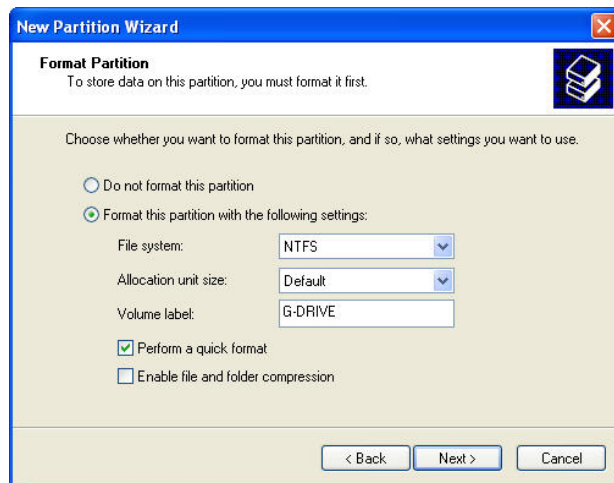 New Partition Wizard
Format Partition
To store data on this partition, you must format it first.
Choose whether you want to format this partition, and if so, what settings you want to use.
Do not format this partition
Format this partition with the following settings:
File system: NTFS
Allocation unit size: Default
Volume label: G-DRIVE
Perform a quick format
Enable file and folder compression
< Back Next > Cancel